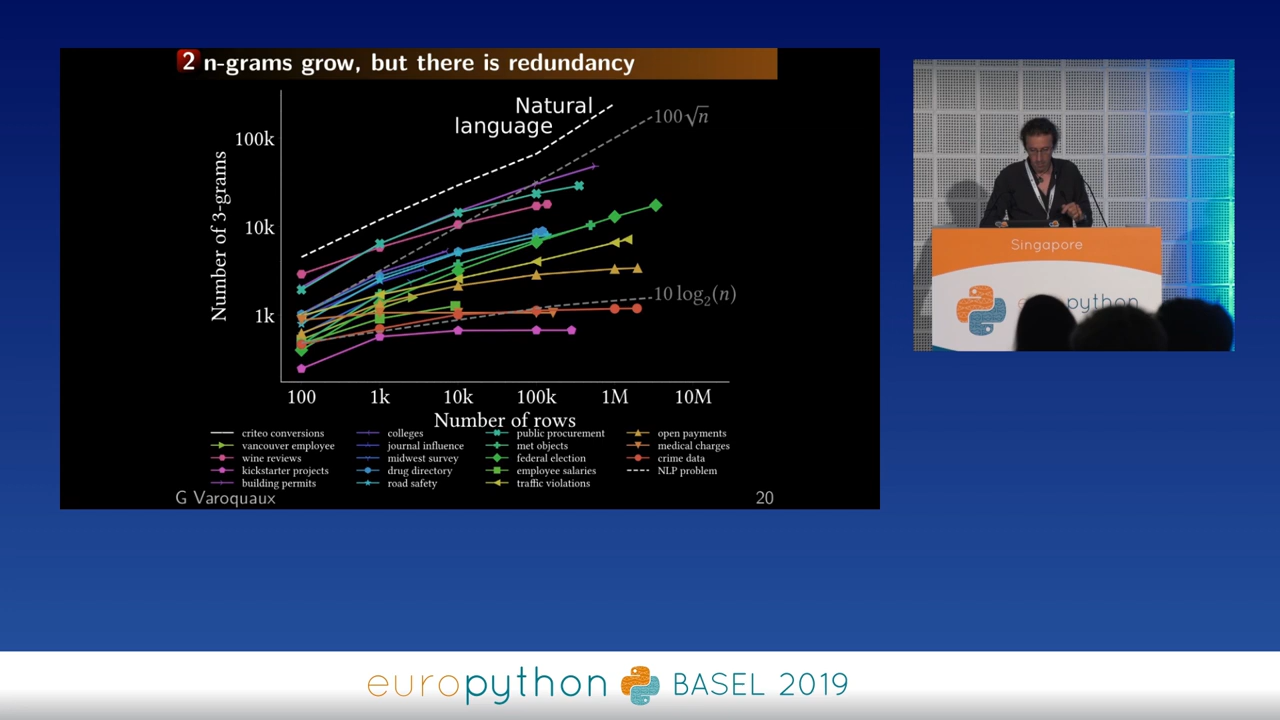 2 n-grams grow, but there is redundancy
Natural
language
100√n
10 log₂(n)
Number of 3-grams
100k
10k
1k
100 1k 10k 100k 1M 10M
Number of rows
criteo conversions colleges public procurement open payments
vancouver employee journal influence met objects medical charges
wine reviews midwest survey federal election crime data
kickstarter projects drug directory employee salaries NLP problem
building permits road safety traffic violations
G Varoquaux 20
Singapore
europython
europython BASEL 2019